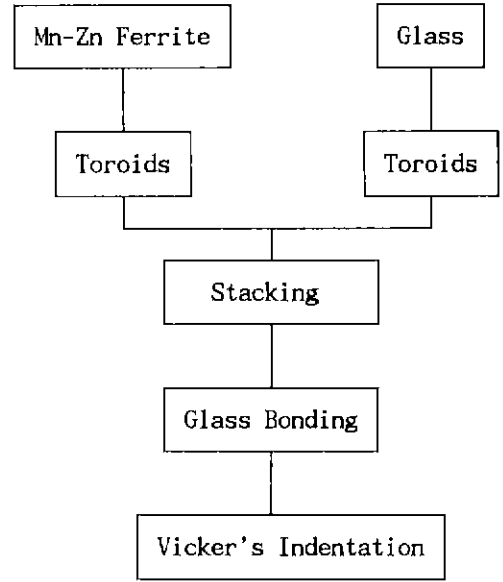 Mn-Zn Ferrite
Glass
Toroids
Toroids
Stacking
Glass Bonding
Vicker's Indentation